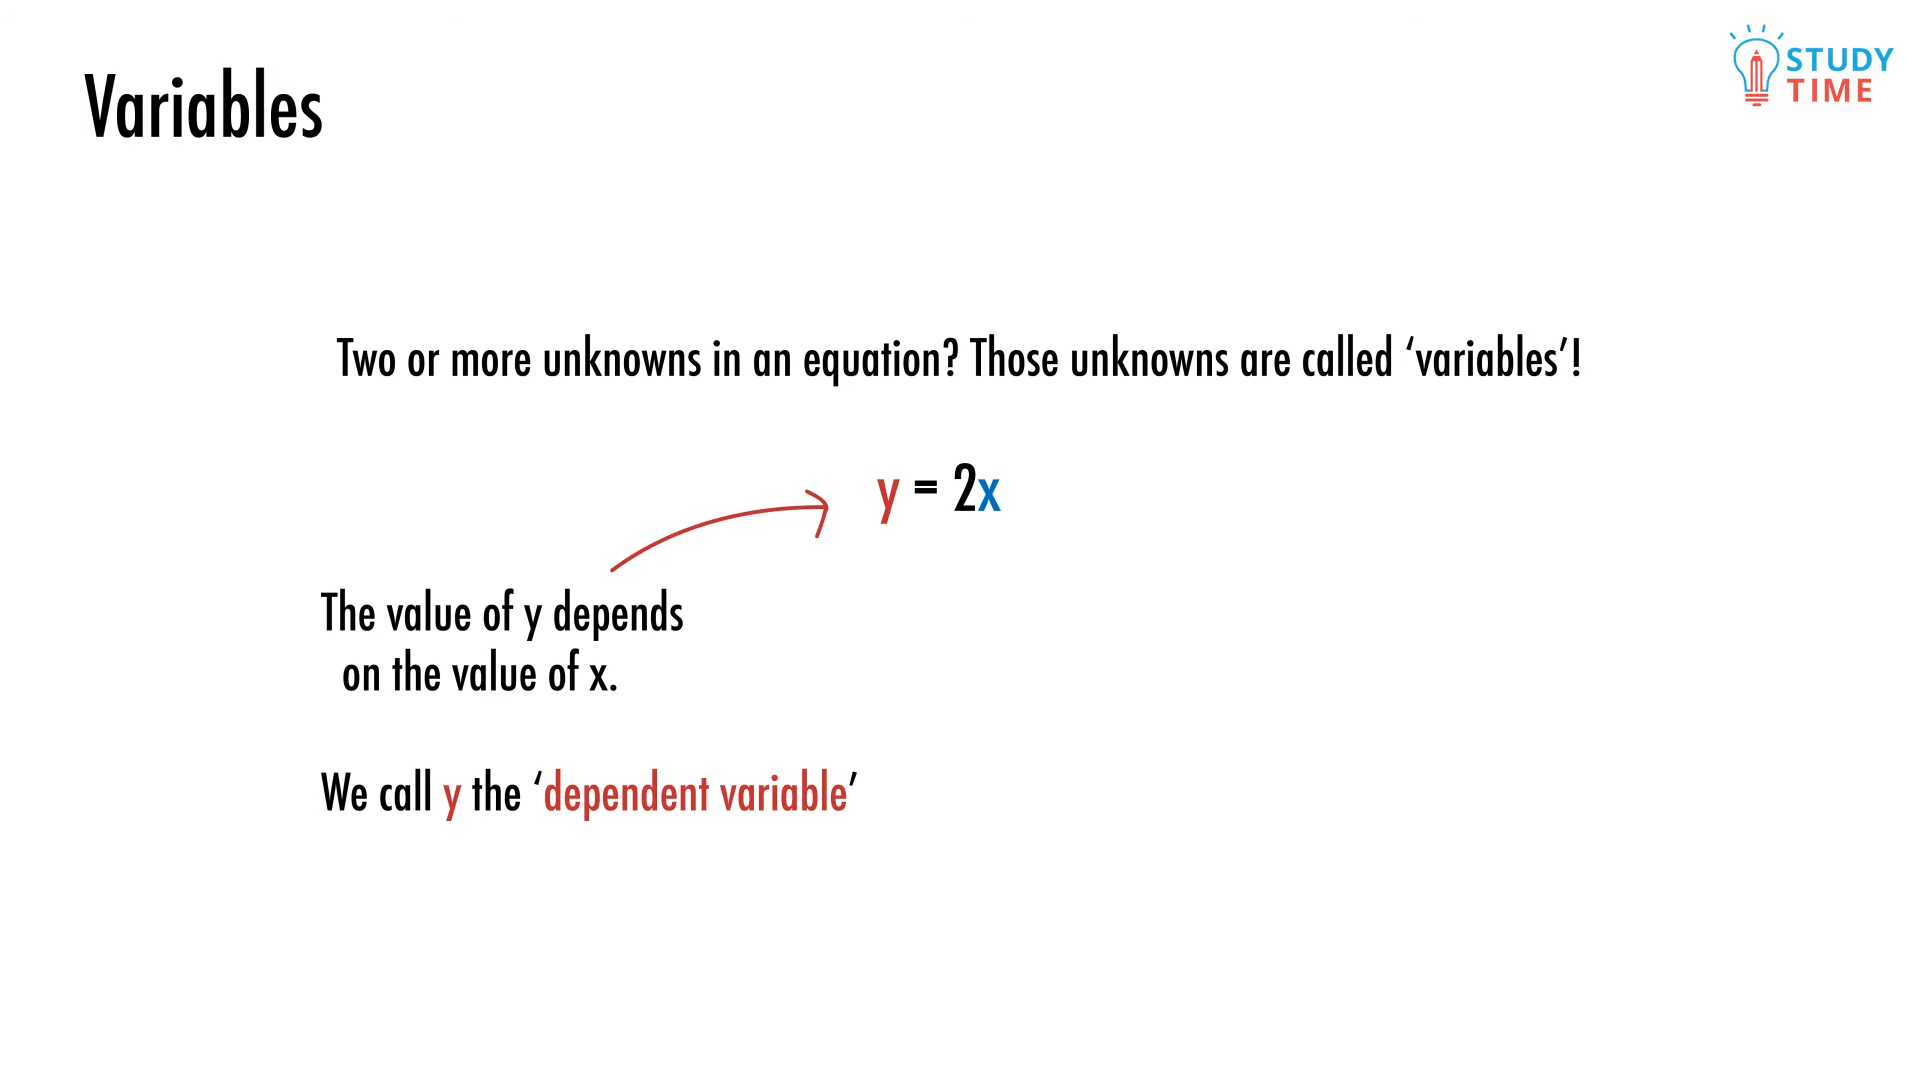 Variables
STUDY
TIME
Two or more unknowns in an equation? Those unknowns are called ‘variables’!
y = 2x
The value of y depends
on the value of x.
We call y the ‘dependent variable’